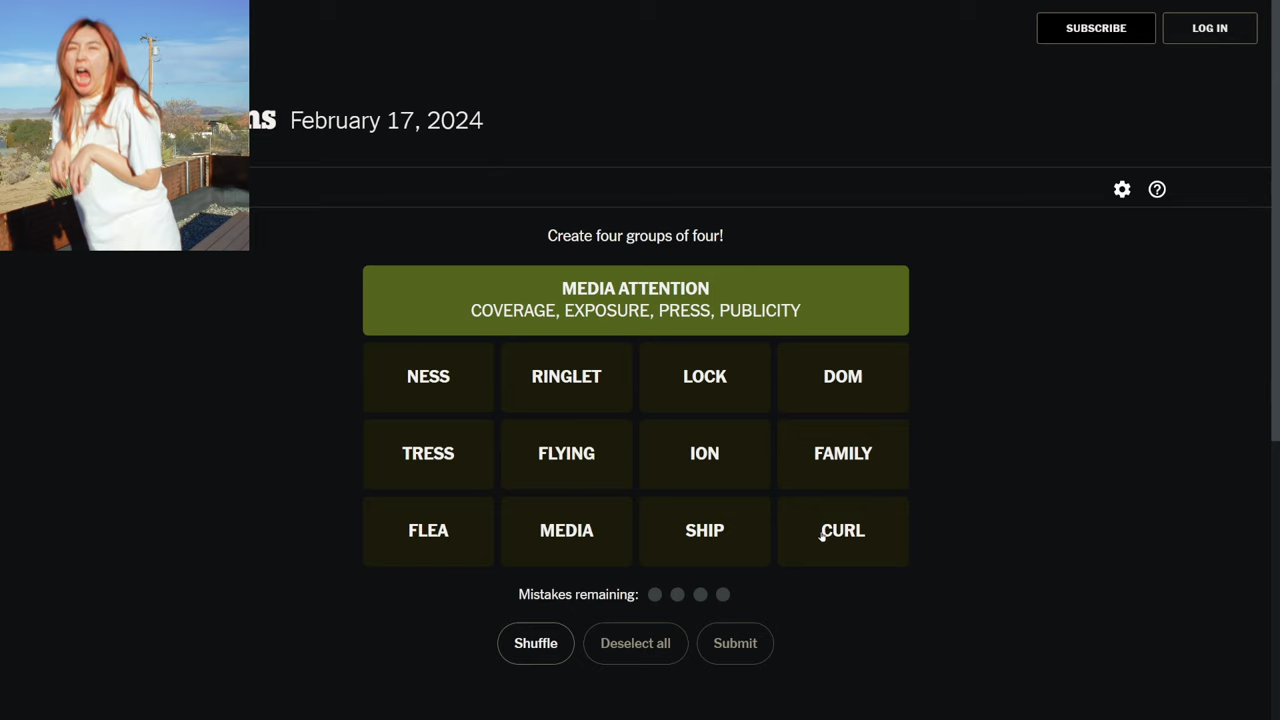 SUBSCRIBE LOG IN
ns February 17, 2024
Create four groups of four!
MEDIA ATTENTION
COVERAGE, EXPOSURE, PRESS, PUBLICITY
NESS RINGLET LOCK DOM
TRESS FLYING ION FAMILY
FLEA MEDIA SHIP CURL
Mistakes remaining:
Shuffle Deselect all Submit